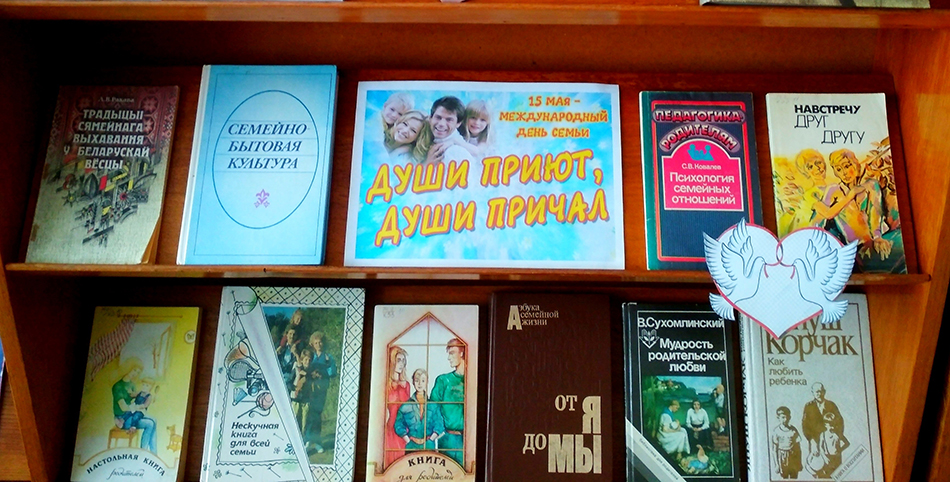 ТРАДЫЦЫІ
СЯМЕЙНАГА
ВЫХАВАННЯ
У БЕЛАРУСКАЙ
ВЁСЦЫ
СЕМЕЙНО-
БЫТОВАЯ
КУЛЬТУРА
15 МАЯ –
МЕЖДУНАРОДНЫЙ
ДЕНЬ СЕМЬИ
ДУШИ ПРИЮТ,
ДУШИ ПРИЧАЛ
ПЕДАГОГИКА-
РОДИТЕЛЯМ
С.В.Ковалев
Психология
семейных
отношений
НАВСТРЕЧУ
ДРУГ
ДРУГУ
НАСТОЛЬНАЯ КНИГА
родителей
Нескучная
книга
для всей
семьи
КНИГА
для родителей
Азбука
семейной
жизни
ОТ Я
ДО МЫ
В.Сухомлинский
Мудрость
родительской
любви
Корчак
Как
любить
ребенка